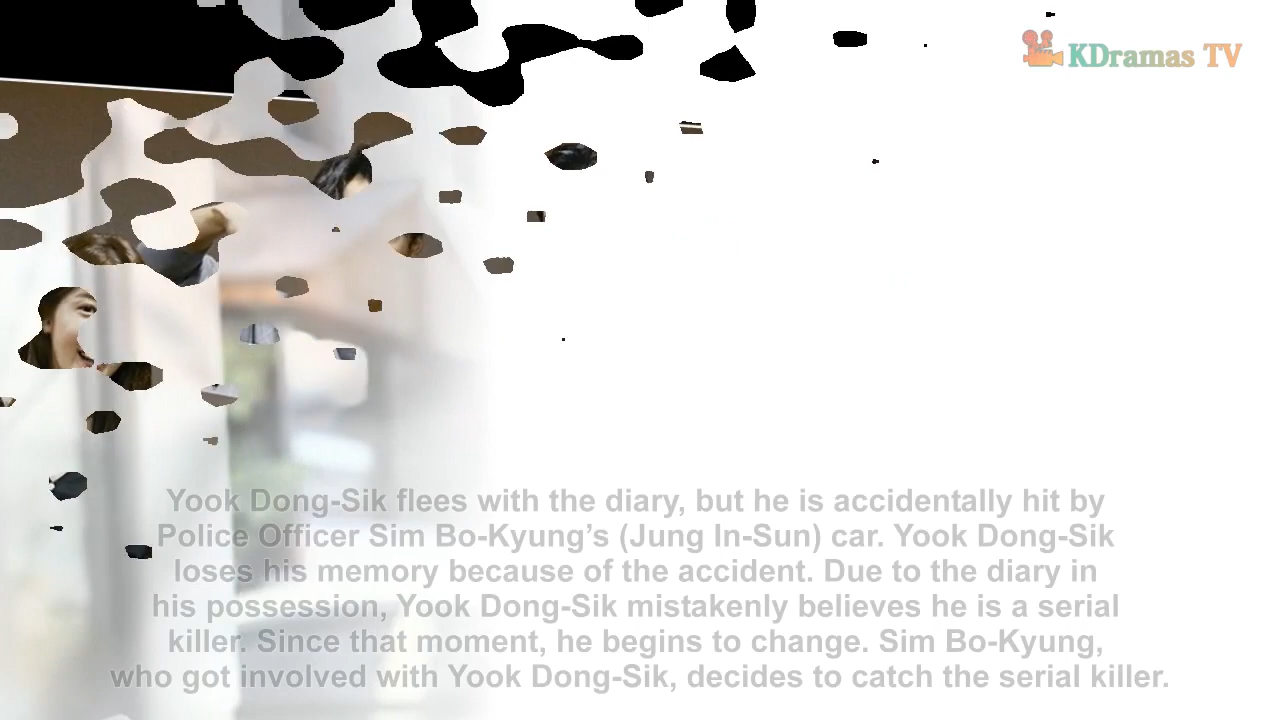 KDramas TV
Yook Dong-Sik flees with the diary, but he is accidentally hit by
Police Officer Sim Bo-Kyung’s (Jung In-Sun) car. Yook Dong-Sik
loses his memory because of the accident. Due to the diary in
his possession, Yook Dong-Sik mistakenly believes he is a serial
killer. Since that moment, he begins to change. Sim Bo-Kyung,
who got involved with Yook Dong-Sik, decides to catch the serial killer.